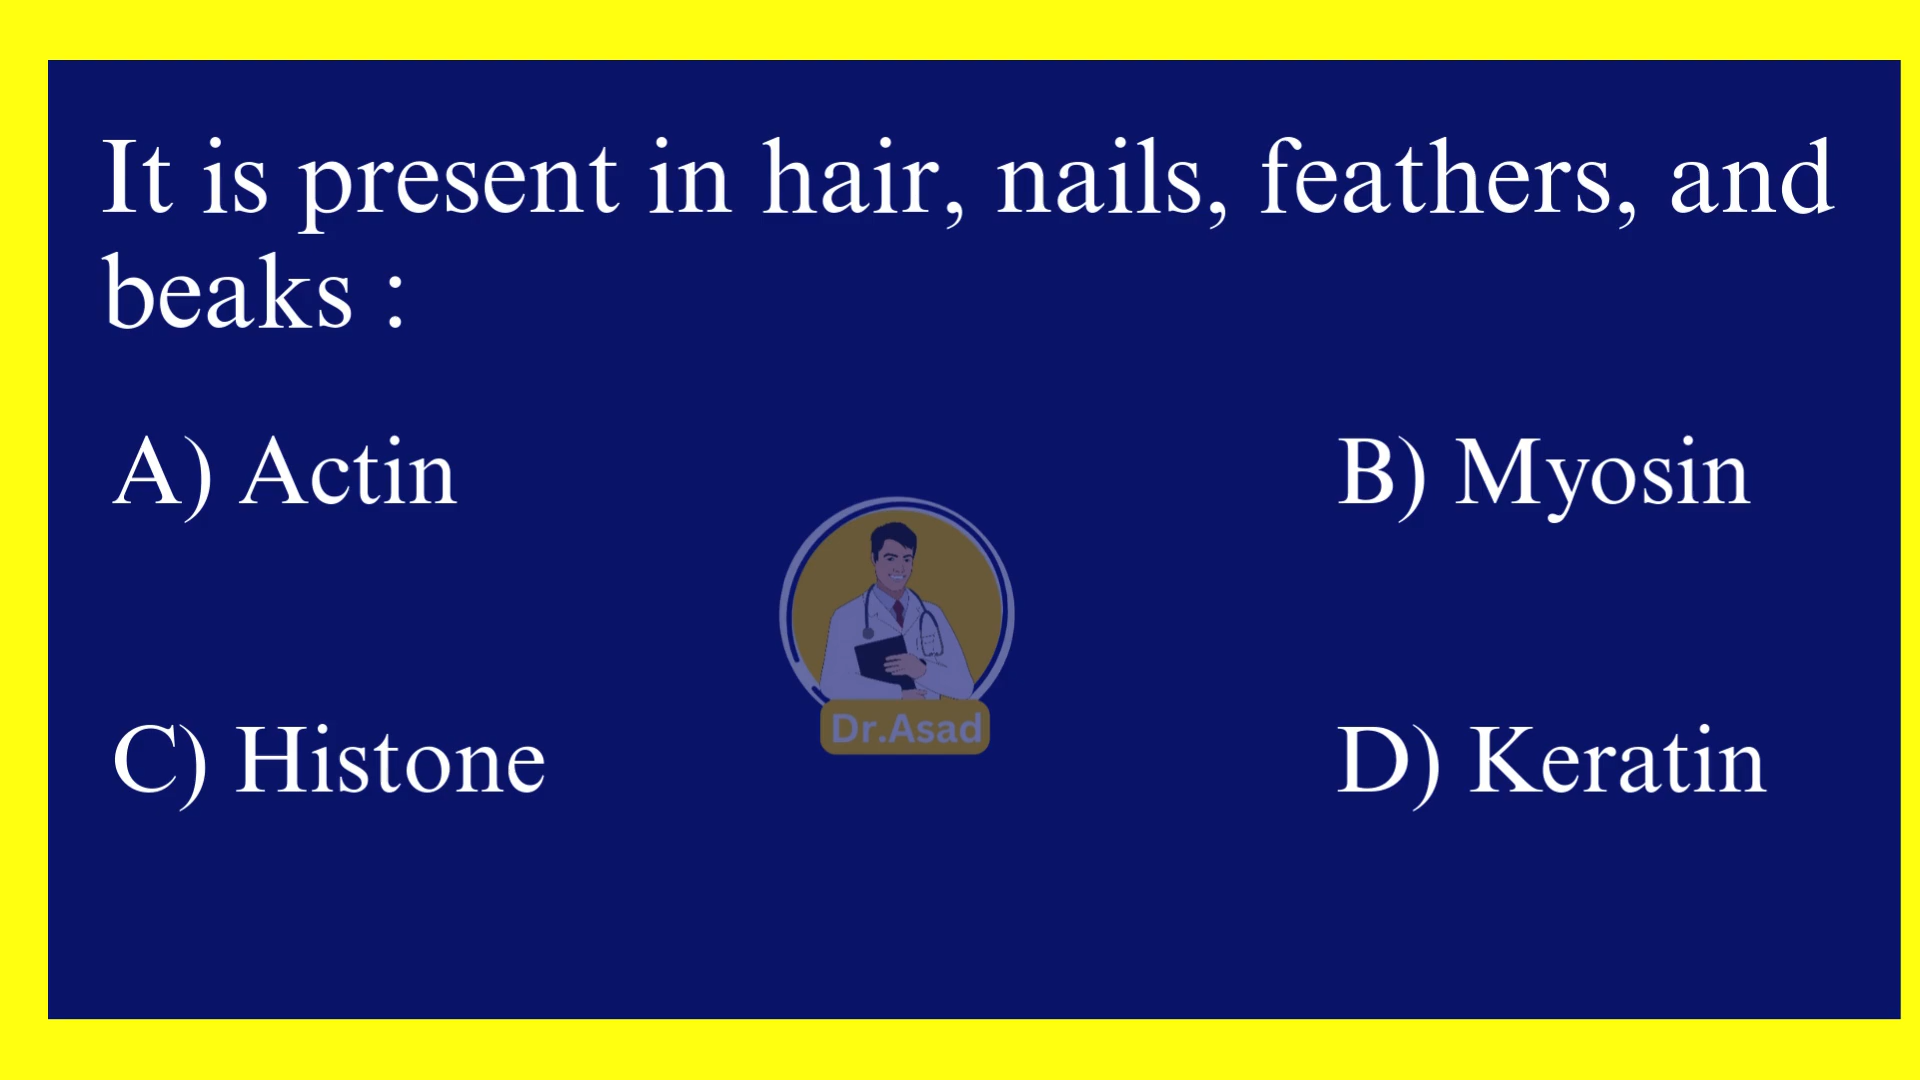 It is present in hair, nails, feathers, and
beaks :
A) Actin
B) Myosin
C) Histone
D) Keratin
Dr.Asad